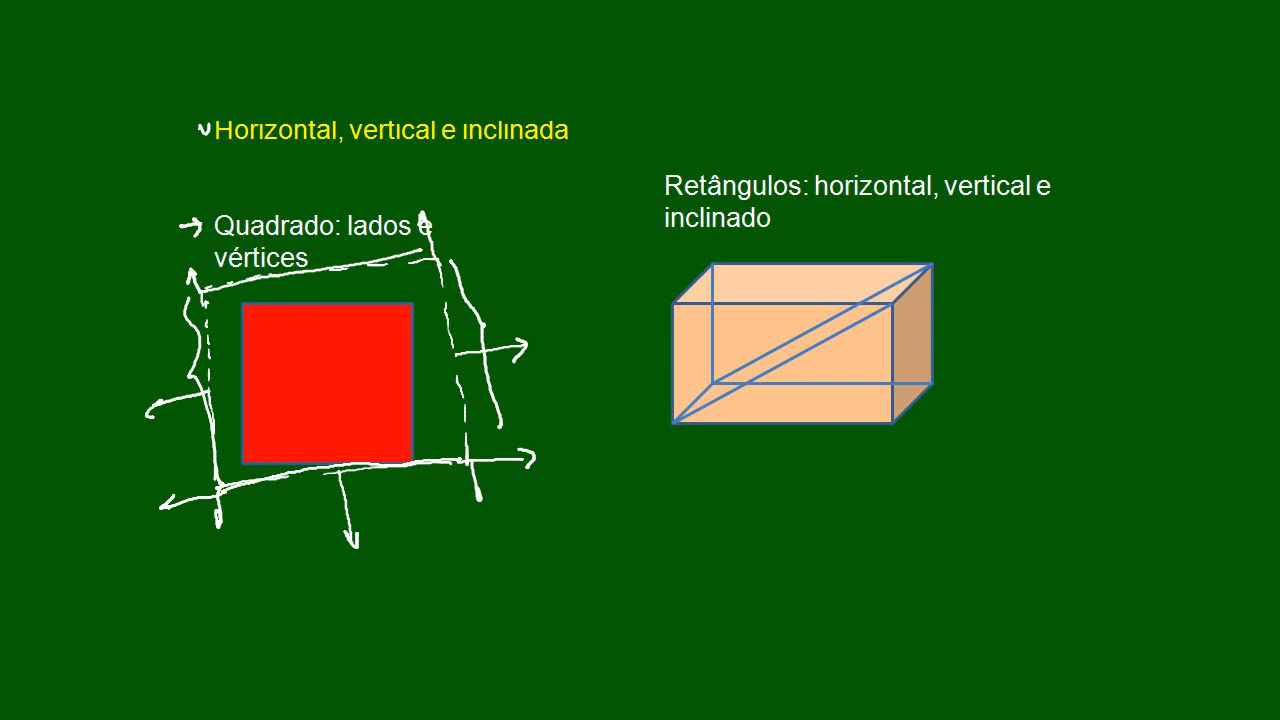 Horizontal, vertical e inclinada
Quadrado: lados e
vértices
Retângulos: horizontal, vertical e
inclinado